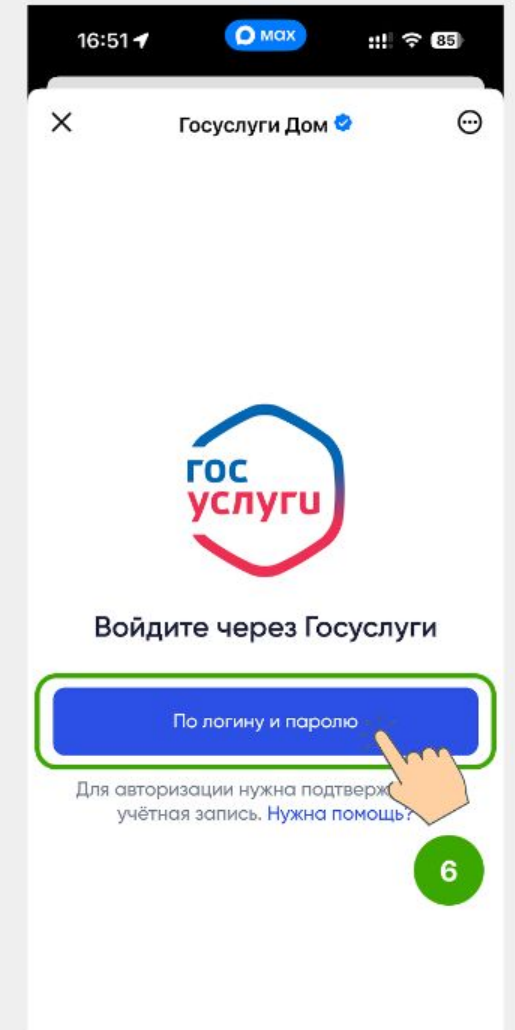 16:51
max
85
Госуслуги Дом
гос
услуги
Войдите через Госуслуги
По логину и паролю
Для авторизации нужна
учётная запись. Нужна помощь?
6